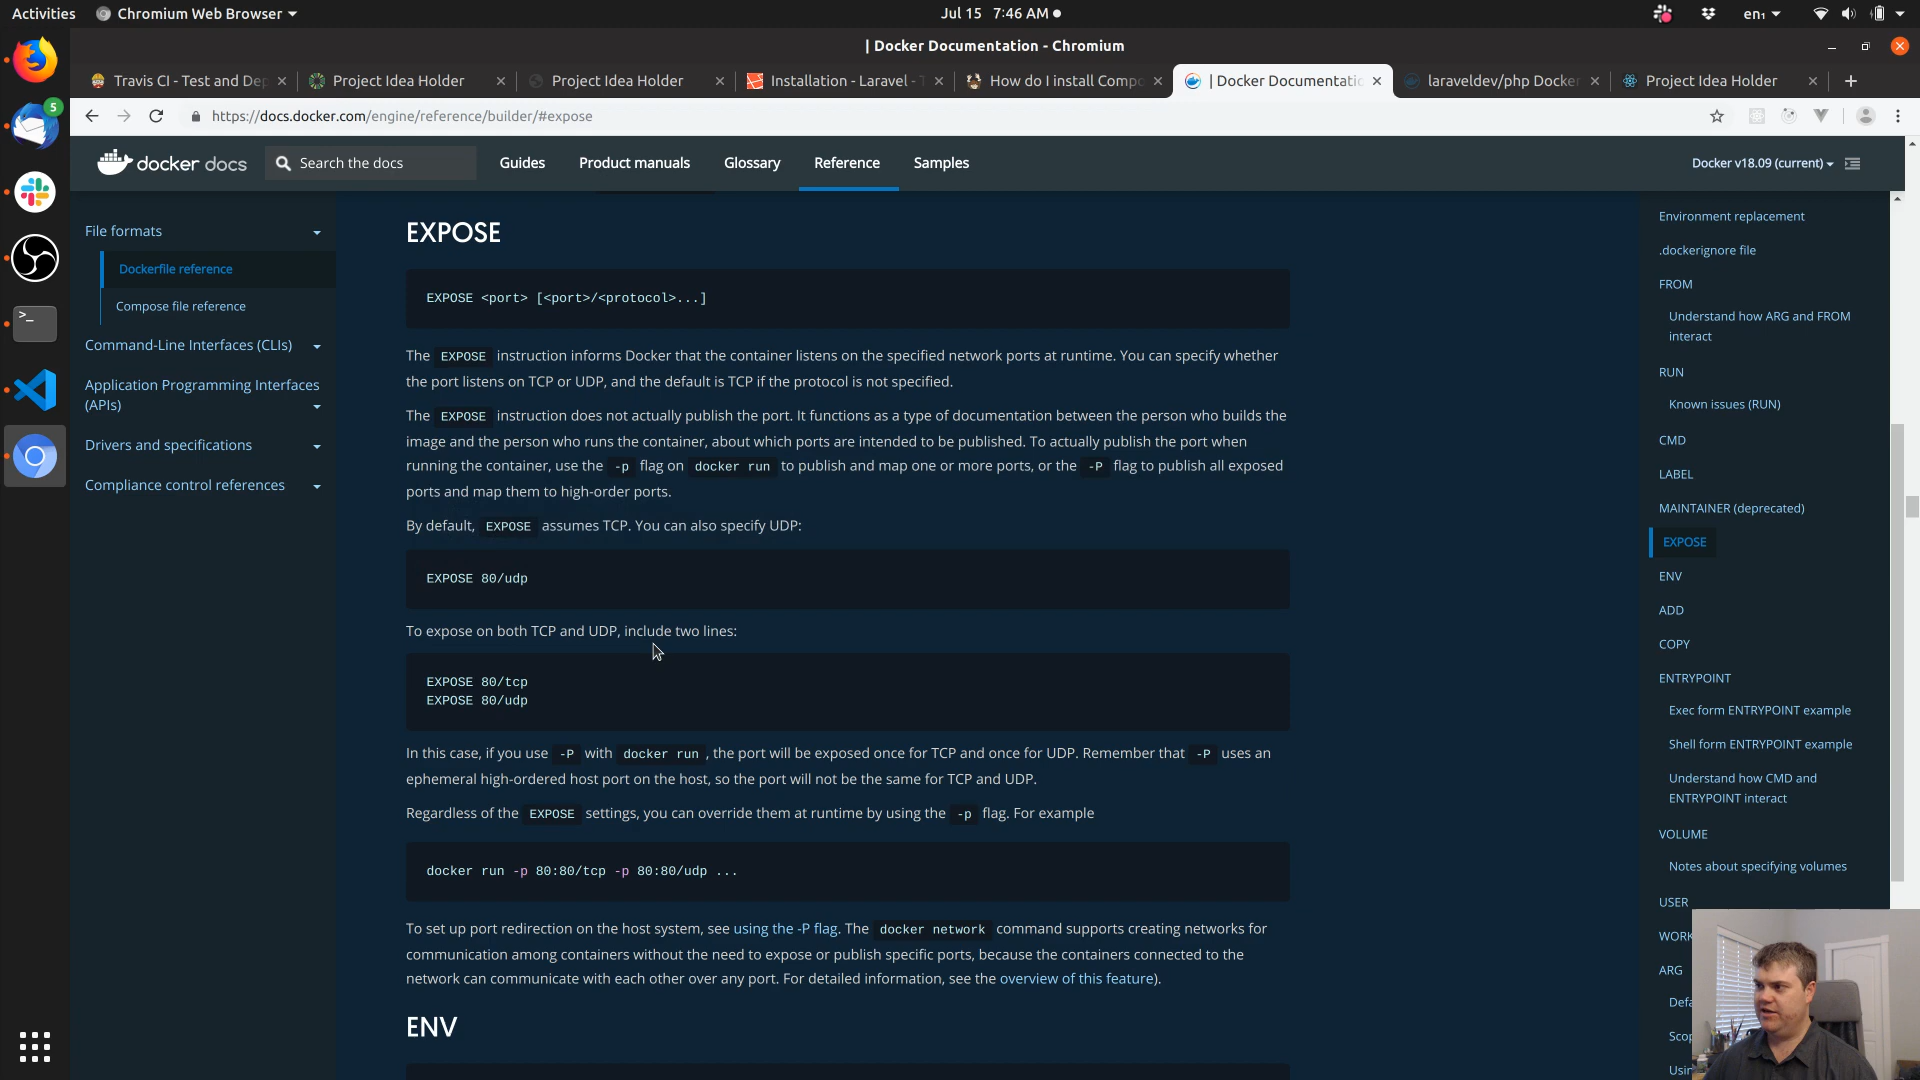 Activities
Chromium Web Browser
Jul 15 7:46 AM
en₁
| Docker Documentation - Chromium
5
Travis CI - Test and Dep
Project Idea Holder
Project Idea Holder
Installation - Laravel - T
How do I install Compo
| Docker Documentatio
laraveldev/php Docker
Project Idea Holder
https://docs.docker.com/engine/reference/builder/#expose
docker docs
Search the docs
Guides
Product manuals
Glossary
Reference
Samples
Docker v18.09 (current)
File formats
Dockerfile reference
Compose file reference
Command-Line Interfaces (CLIs)
Application Programming Interfaces
(APIs)
Drivers and specifications
Compliance control references
EXPOSE
EXPOSE <port> [<port>/<protocol>...]
The EXPOSE instruction informs Docker that the container listens on the specified network ports at runtime. You can specify whether
the port listens on TCP or UDP, and the default is TCP if the protocol is not specified.
The EXPOSE instruction does not actually publish the port. It functions as a type of documentation between the person who builds the
image and the person who runs the container, about which ports are intended to be published. To actually publish the port when
running the container, use the -p flag on docker run to publish and map one or more ports, or the -P flag to publish all exposed
ports and map them to high-order ports.
By default, EXPOSE assumes TCP. You can also specify UDP:
EXPOSE 80/udp
To expose on both TCP and UDP, include two lines:
EXPOSE 80/tcp
EXPOSE 80/udp
In this case, if you use -P with docker run, the port will be exposed once for TCP and once for UDP. Remember that -P uses an
ephemeral high-ordered host port on the host, so the port will not be the same for TCP and UDP.
Regardless of the EXPOSE settings, you can override them at runtime by using the -p flag. For example
docker run -p 80:80/tcp -p 80:80/udp ...
To set up port redirection on the host system, see using the -P flag. The docker network command supports creating networks for
communication among containers without the need to expose or publish specific ports, because the containers connected to the
network can communicate with each other over any port. For detailed information, see the overview of this feature).
ENV
Environment replacement
.dockerignore file
FROM
Understand how ARG and FROM
interact
RUN
Known issues (RUN)
CMD
LABEL
MAINTAINER (deprecated)
EXPOSE
ENV
ADD
COPY
ENTRYPOINT
Exec form ENTRYPOINT example
Shell form ENTRYPOINT example
Understand how CMD and
ENTRYPOINT interact
VOLUME
Notes about specifying volumes
USER
WORK
ARG
Defa
Scop
Usin